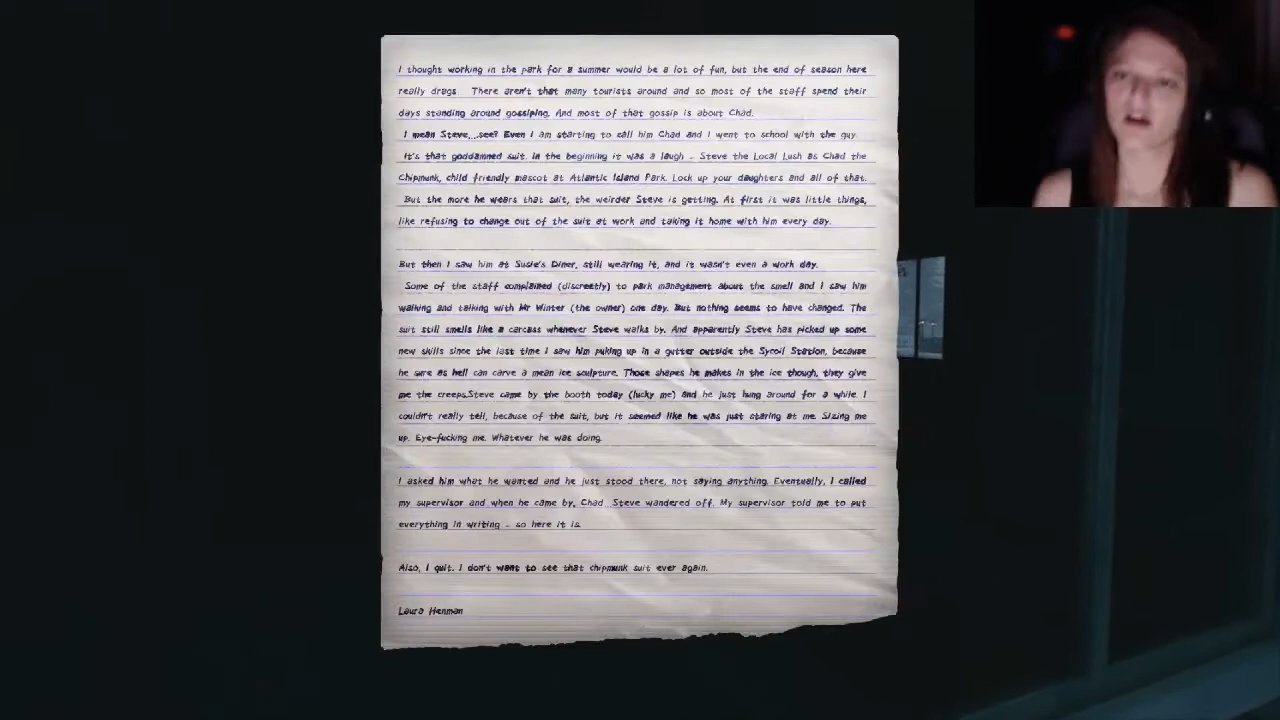 I thought working in the park for a summer would be a lot of fun, but the end of season here
really drags. There aren't that many tourists around and so most of the staff spend their
days standing around gossiping. And most of that gossip is about Chad.
I mean Steve...see? Even I am starting to call him Chad and I went to school with the guy.
It's that goddamned suit. In the beginning it was a laugh - Steve the Local Lush as Chad the
Chipmunk, child friendly mascot at Atlantic Island Park. Lock up your daughters and all of that.
But the more he wears that suit, the weirder Steve is getting. At first it was little things,
like refusing to change out of the suit at work and taking it home with him every day.
But then I saw him at Susie's Diner, still wearing it, and it wasn't even a work day.
Some of the staff complained (discreetly) to park management about the smell and I saw him
walking and talking with Mr Winter (the owner) one day. But nothing seems to have changed. The
suit still smells like a carcass whenever Steve walks by. And apparently Steve has picked up some
new skills since the last time I saw him puking up in a gutter outside the Sycoil Station, because
he sure as hell can carve a mean ice sculpture. Those shapes he makes in the ice though, they give
me the creeps.Steve came by the booth today (lucky me) and he just hung around for a while. I
couldn't really tell, because of the suit, but it seemed like he was just staring at me. Sizing me
up. Eye-fucking me. Whatever he was doing.
I asked him what he wanted and he just stood there, not saying anything. Eventually, I called
my supervisor and when he came by, Chad Steve wandered off. My supervisor told me to put
everything in writing - so here it is.
Also, I quit. I don't want to see that chipmunk suit ever again.
Laura Henman